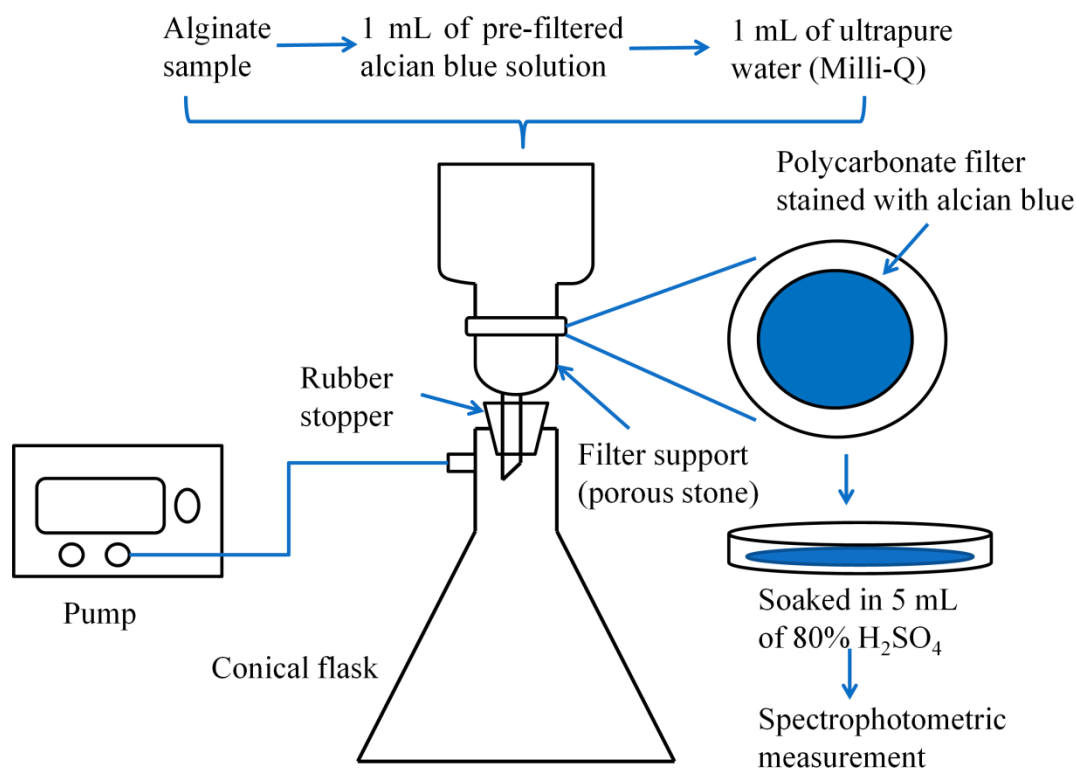 Alginate
sample
1 mL of pre-filtered
alcian blue solution
1 mL of ultrapure
water (Milli-Q)
Polycarbonate filter
stained with alcian blue
Rubber
stopper
Filter support
(porous stone)
Pump
Conical flask
Soaked in 5 mL
of 80% H₂SO₄
Spectrophotometric
measurement